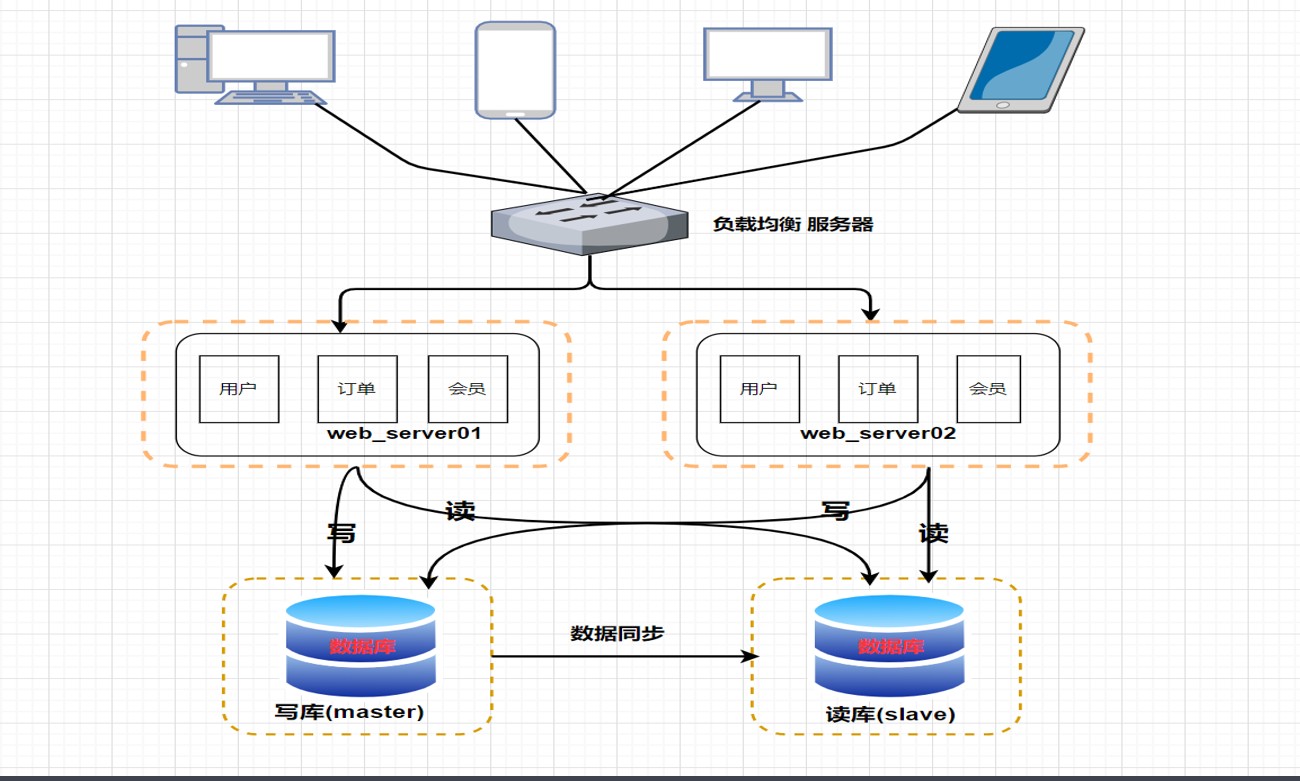 负载均衡 服务器
用户
订单
会员
web_server01
用户
订单
会员
web_server02
写
读
写
读
数据同步
数据库
写库(master)
数据库
读库(slave)